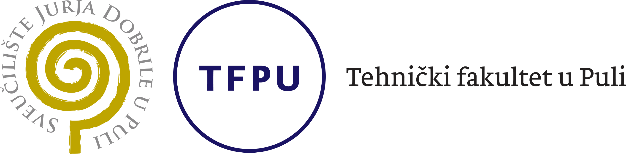 SVEUČILIŠTE JURJA DOBRILE U PULI
TFPU
Tehnički fakultet u Puli